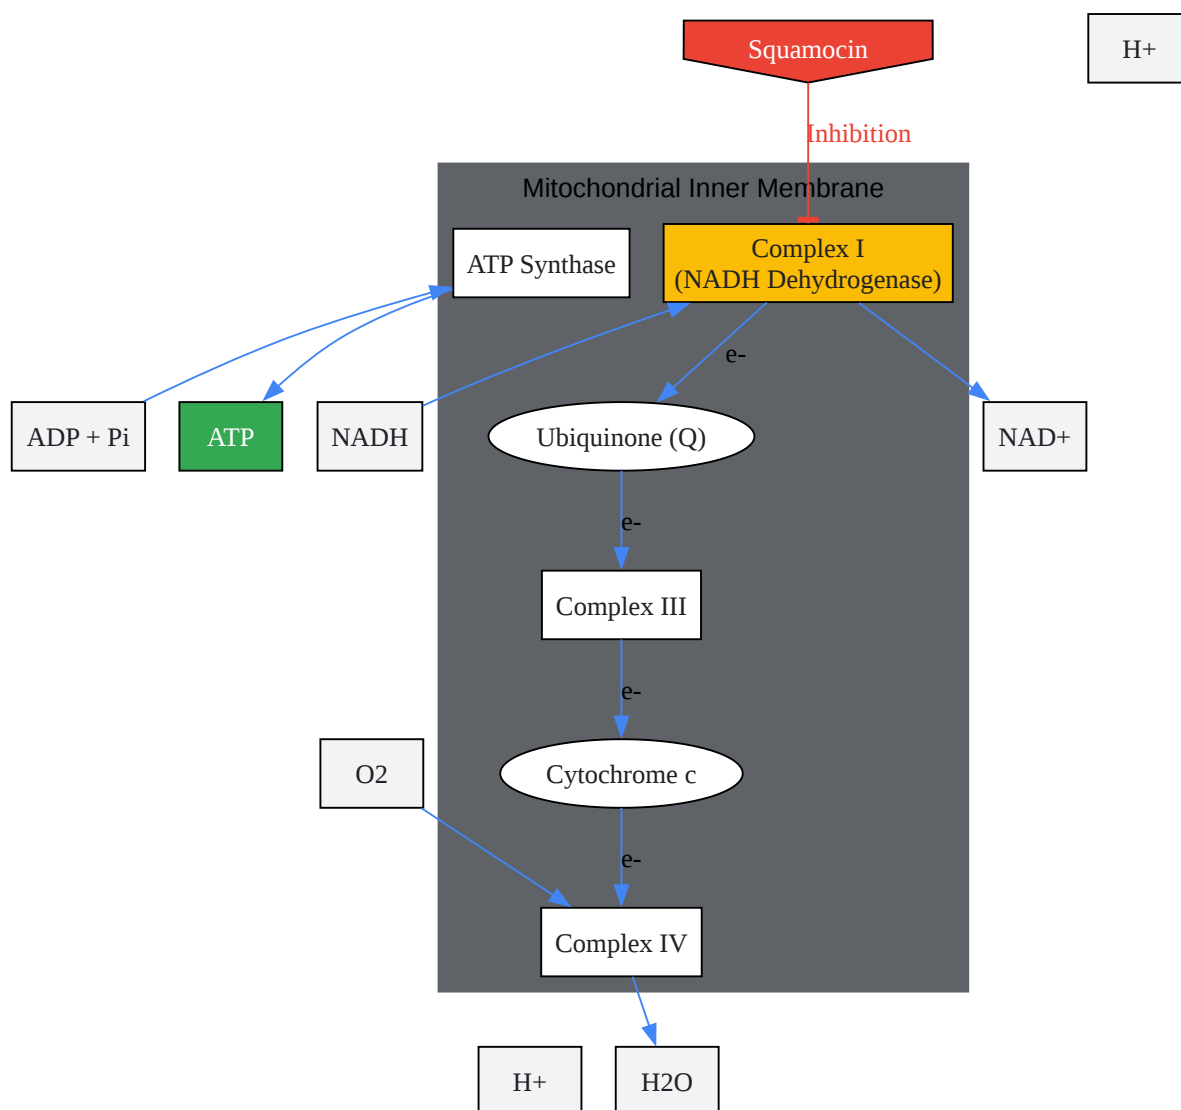 Squamocin
H+
Inhibition
Mitochondrial Inner Membrane
ATP Synthase
Complex I
(NADH Dehydrogenase)
e-
ADP + Pi
ATP
NADH
Ubiquinone (Q)
NAD+
e-
Complex III
e-
O2
Cytochrome c
e-
Complex IV
H+
H2O